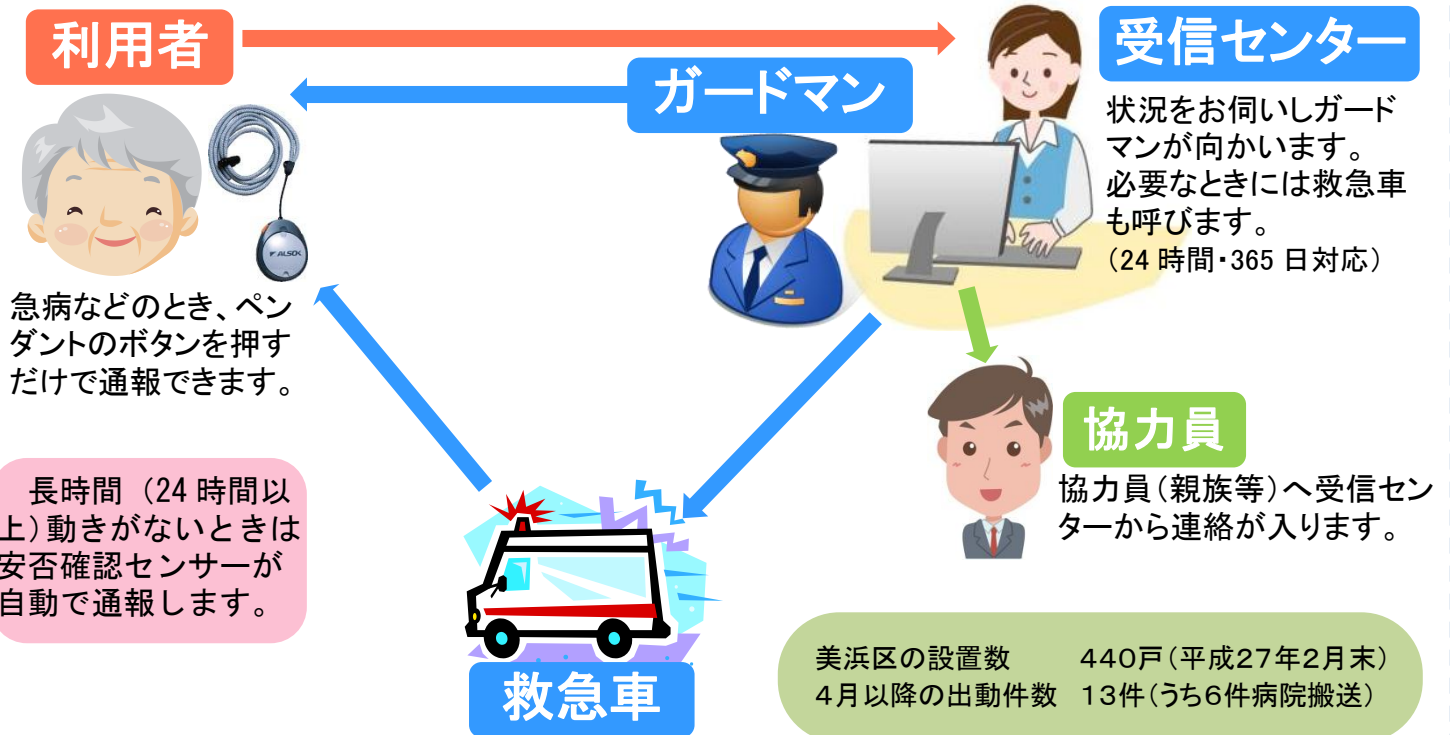 利用者
ガードマン
受信センター
状況をお伺いしガード
マンが向かいます。
必要なときには救急車
も呼びます。
（24 時間・365 日対応）
ALSOK
急病などのとき、ペン
ダントのボタンを押す
だけで通報できます。
長時間（24 時間以
上）動きがないときは
安否確認センサーが
自動で通報します。
協力員
協力員（親族等）へ受信セン
ターから連絡が入ります。
救急車
美浜区の設置数　４４０戸（平成２７年２月末）
４月以降の出動件数　１３件（うち６件病院搬送）